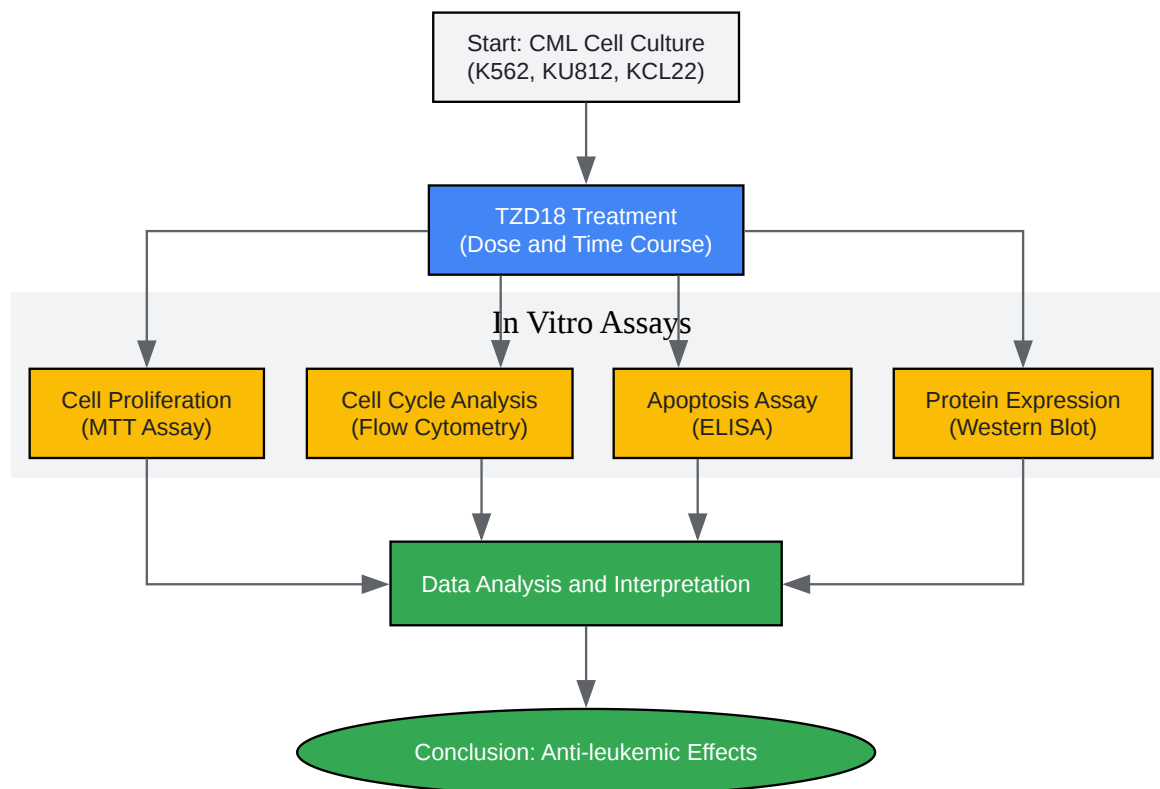 Start: CML Cell Culture
(K562, KU812, KCL22)
TZD18 Treatment
(Dose and Time Course)
In Vitro Assays
Cell Proliferation
(MTT Assay)
Cell Cycle Analysis
(Flow Cytometry)
Apoptosis Assay
(ELISA)
Protein Expression
(Western Blot)
Data Analysis and Interpretation
Conclusion: Anti-leukemic Effects